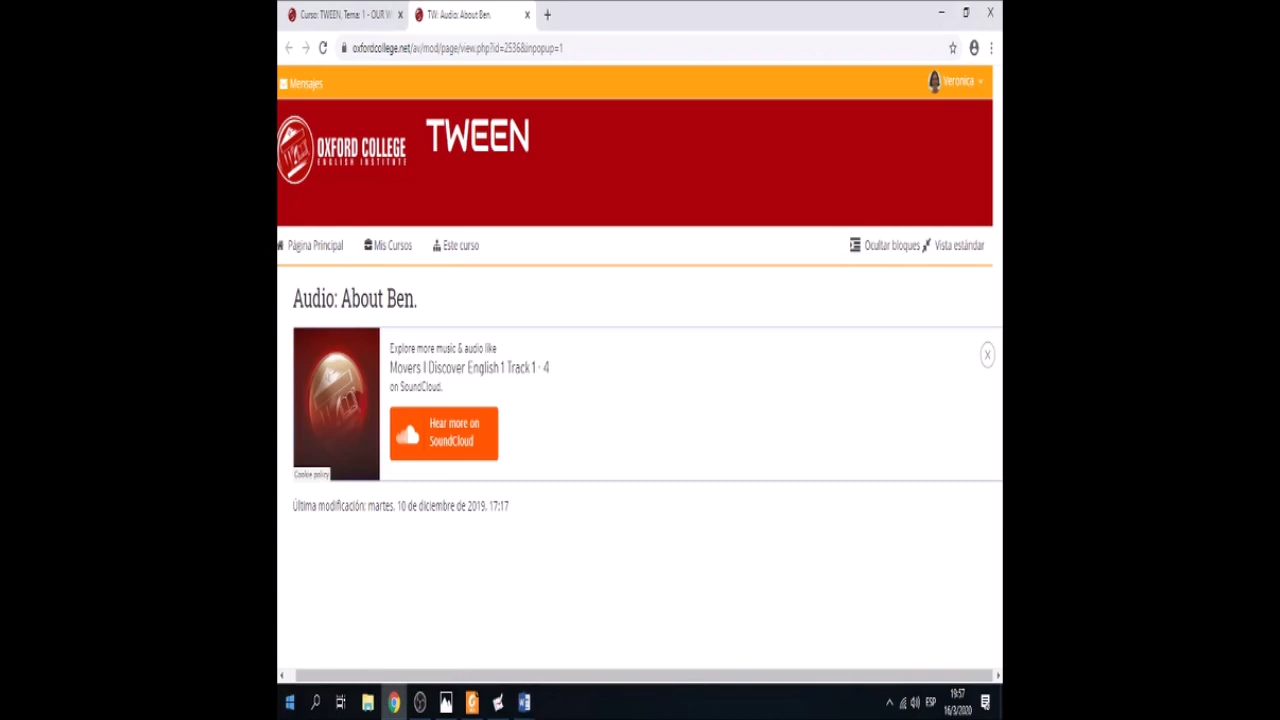 Curso: TWEEN, Tema: 1 - OUR W
TW: Audio: About Ben.
oxfordcollege.net/av/mod/page/view.php?id=2536&inpopup=1
Mensajes
Veronica
OXFORD COLLEGE
ENGLISH INSTITUTE
TWEEN
Página Principal
Mis Cursos
Este curso
Ocultar bloques
Vista estándar
Audio: About Ben.
Explore more music & audio like
Movers I Discover English 1 Track 1 - 4
on SoundCloud.
Hear more on
SoundCloud
Cookie policy
Última modificación: martes, 10 de diciembre de 2019, 17:17
19:57
ESP
16/3/2020